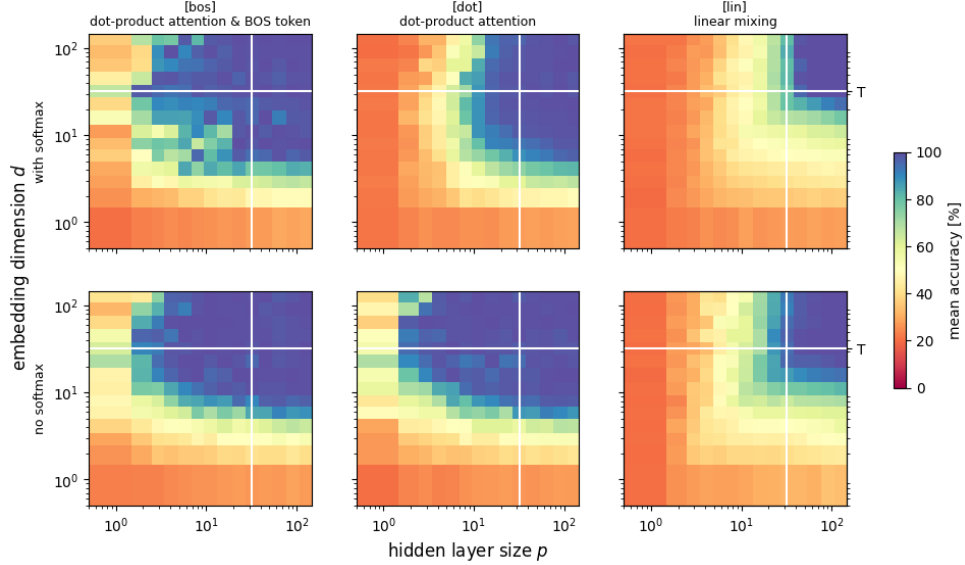 [bos]
dot-product attention & BOS token
[dot]
dot-product attention
[lin]
linear mixing
embedding dimension d
with softmax
10²
10¹
10⁰
T
no softmax
10²
10¹
10⁰
T
10⁰ 10¹ 10²
10⁰ 10¹ 10²
10⁰ 10¹ 10²
hidden layer size p
100
80
60
40
20
0
mean accuracy [%]